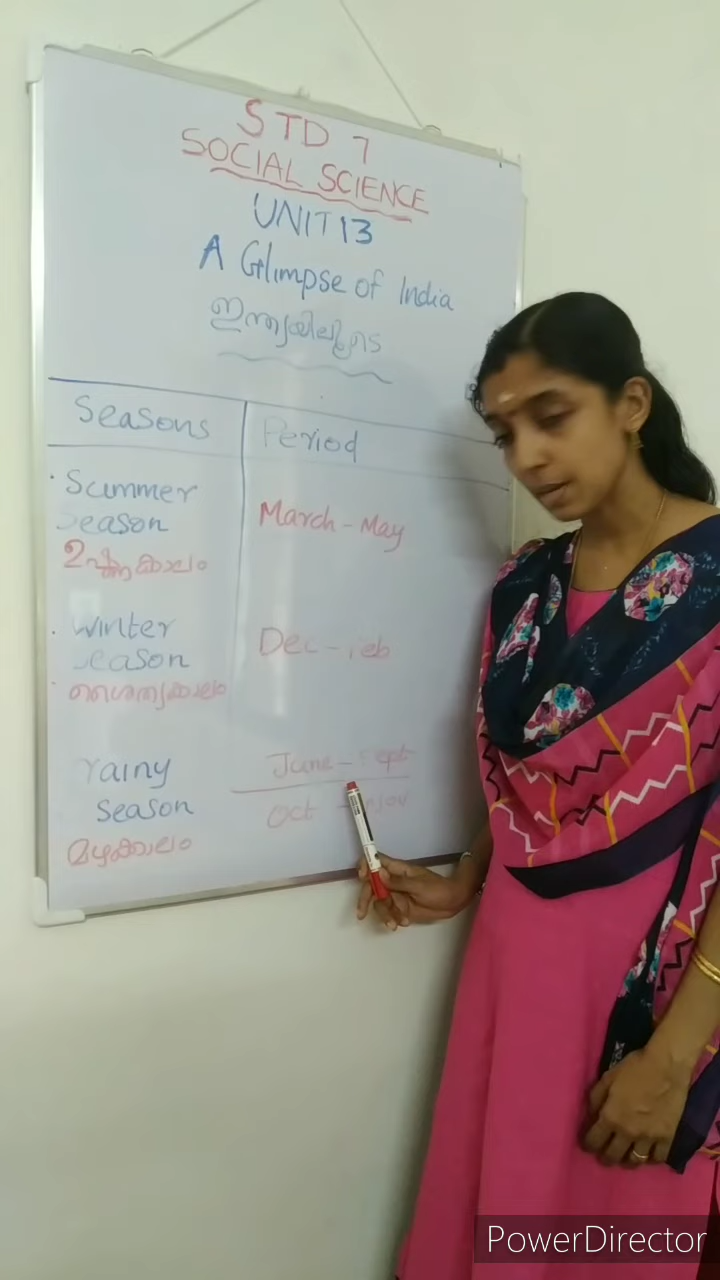 STD 7
SOCIAL SCIENCE
UNIT 13
A Glimpse of India
ഇന്ത്യയിലൂടെ
Seasons
Period
Summer
Season
ഉഷ്ണകാലം
March - May
Winter
Season
ശൈത്യകാലം
Dec - Feb
rainy
Season
മഴക്കാലം
June - Sept
Oct - Nov
PowerDirector